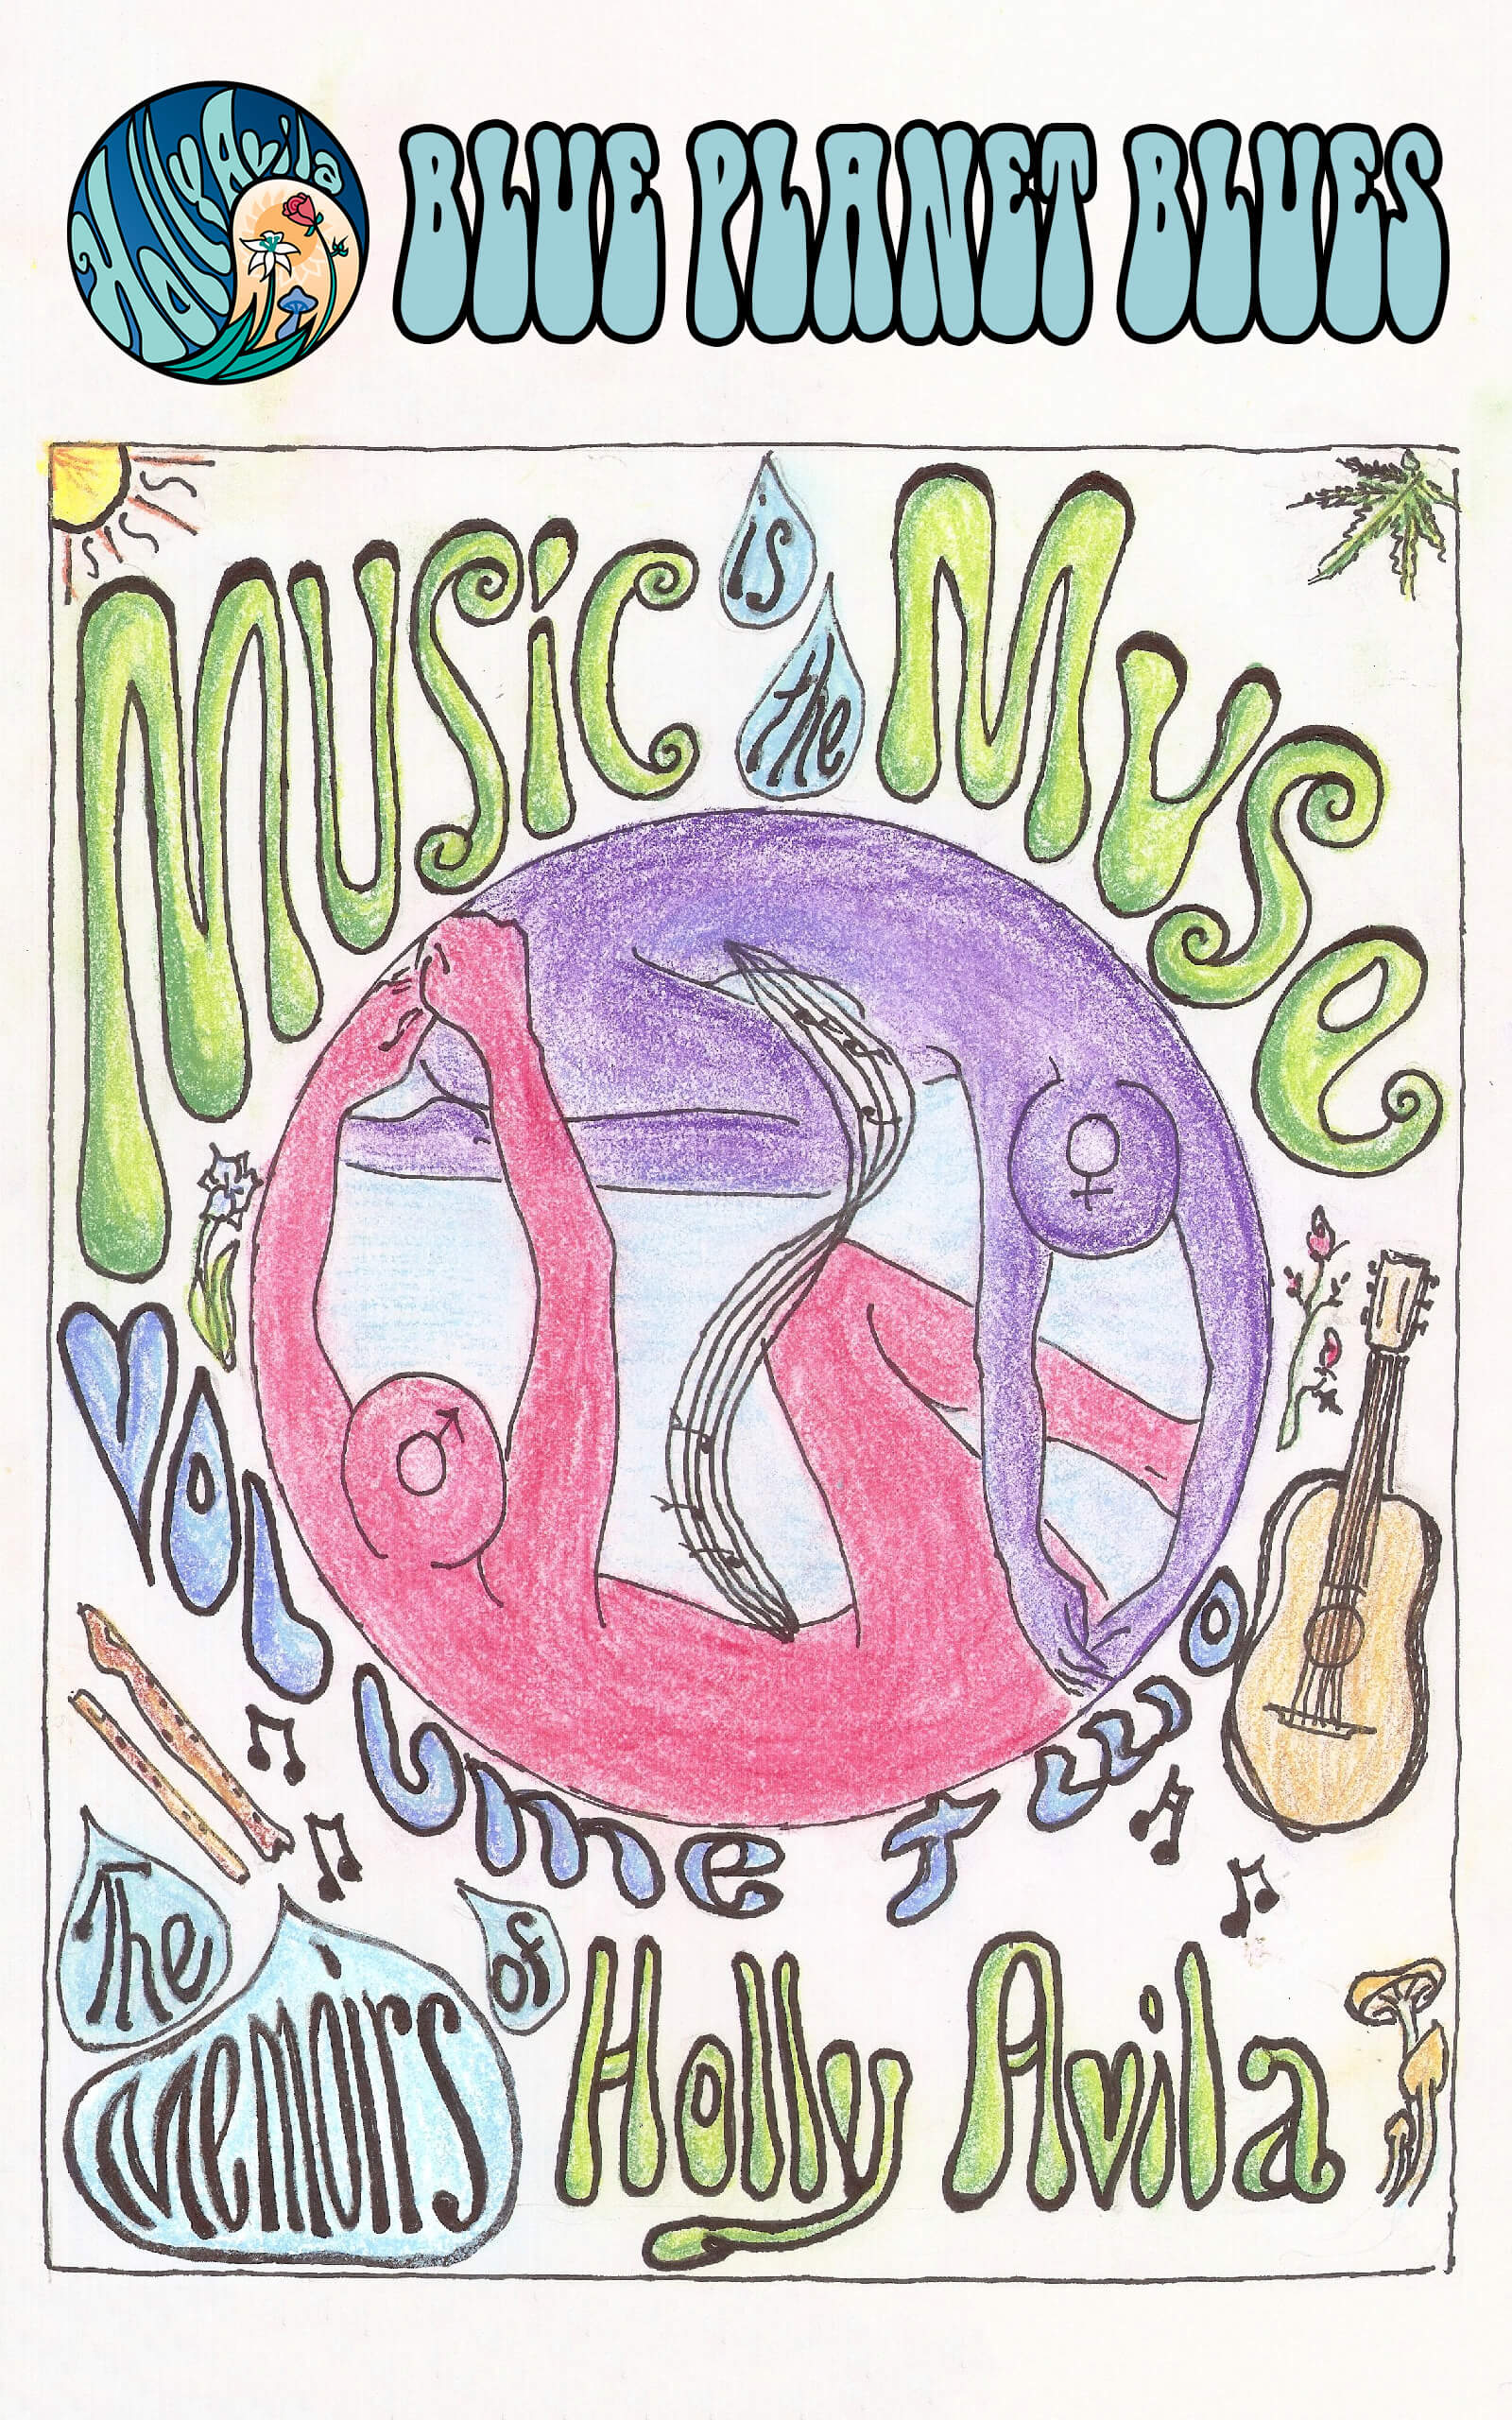 Holly Avila
BLUE PLANET BLUES
Music is the Muse
Volume Two
The Memoirs of Holly Avila